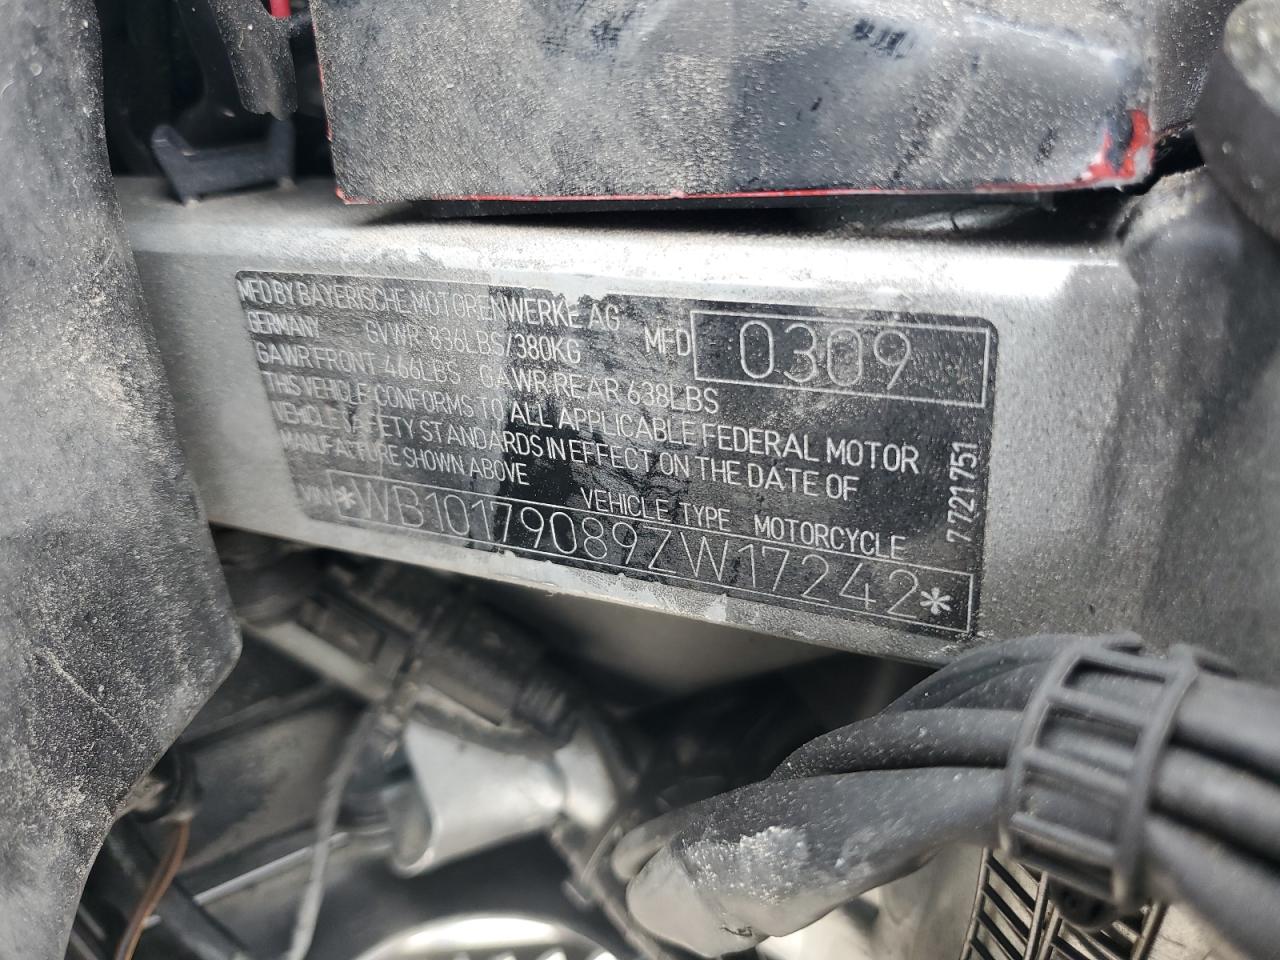 MFD BY BAYERISCHE MOTOREN WERKE AG
GERMANY GVWR 836LBS/380KG MFD 0309
GAWR FRONT 466LBS GAWR REAR 638LBS
THIS VEHICLE CONFORMS TO ALL APPLICABLE FEDERAL MOTOR
VEHICLE SAFETY STANDARDS IN EFFECT ON THE DATE OF
MANUFACTURE SHOWN ABOVE
VEHICLE TYPE MOTORCYCLE
VIN *WB10179089ZW17242*
7721751